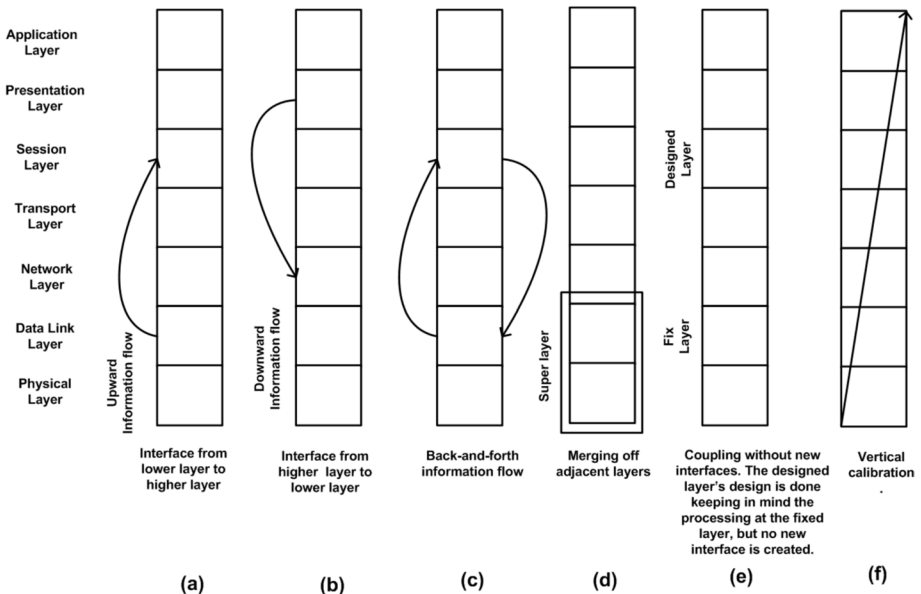 Application
Layer
Presentation
Layer
Session
Layer
Transport
Layer
Network
Layer
Data Link
Layer
Physical
Layer
Upward
Information flow
Downward
Information flow
Super layer
Designed
Layer
Fix
Layer
Interface from
lower layer to
higher layer
Interface from
higher layer to
lower layer
Back-and-forth
information flow
Merging off
adjacent layers
Coupling without new
interfaces. The designed
layer's design is done
keeping in mind the
processing at the fixed
layer, but no new
interface is created.
Vertical
calibration
.
(a)
(b)
(c)
(d)
(e)
(f)